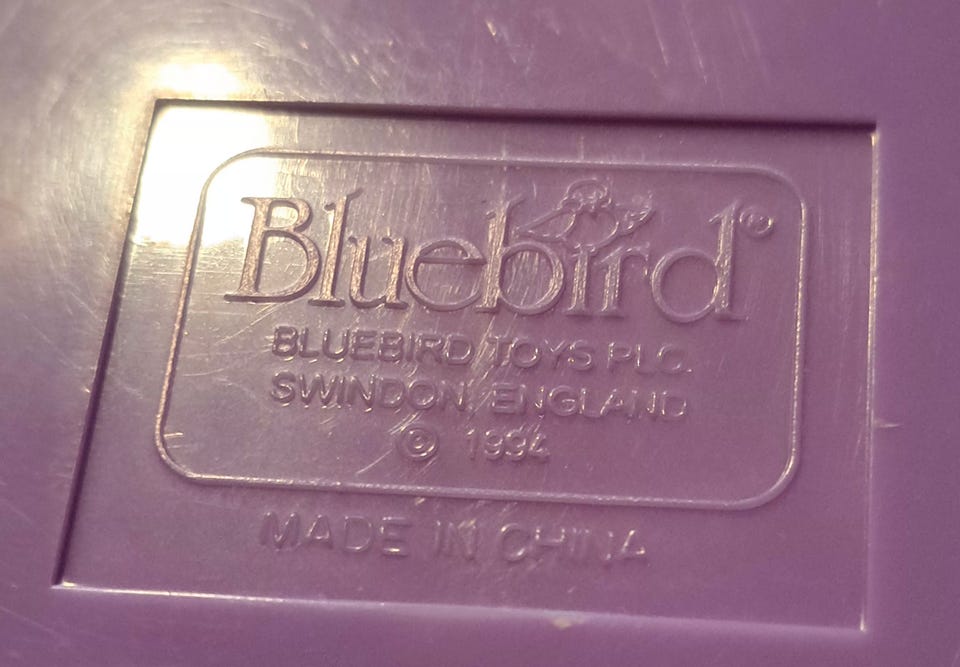 Bluebird®
BLUEBIRD TOYS PLC.
SWINDON, ENGLAND
© 1994
MADE IN CHINA